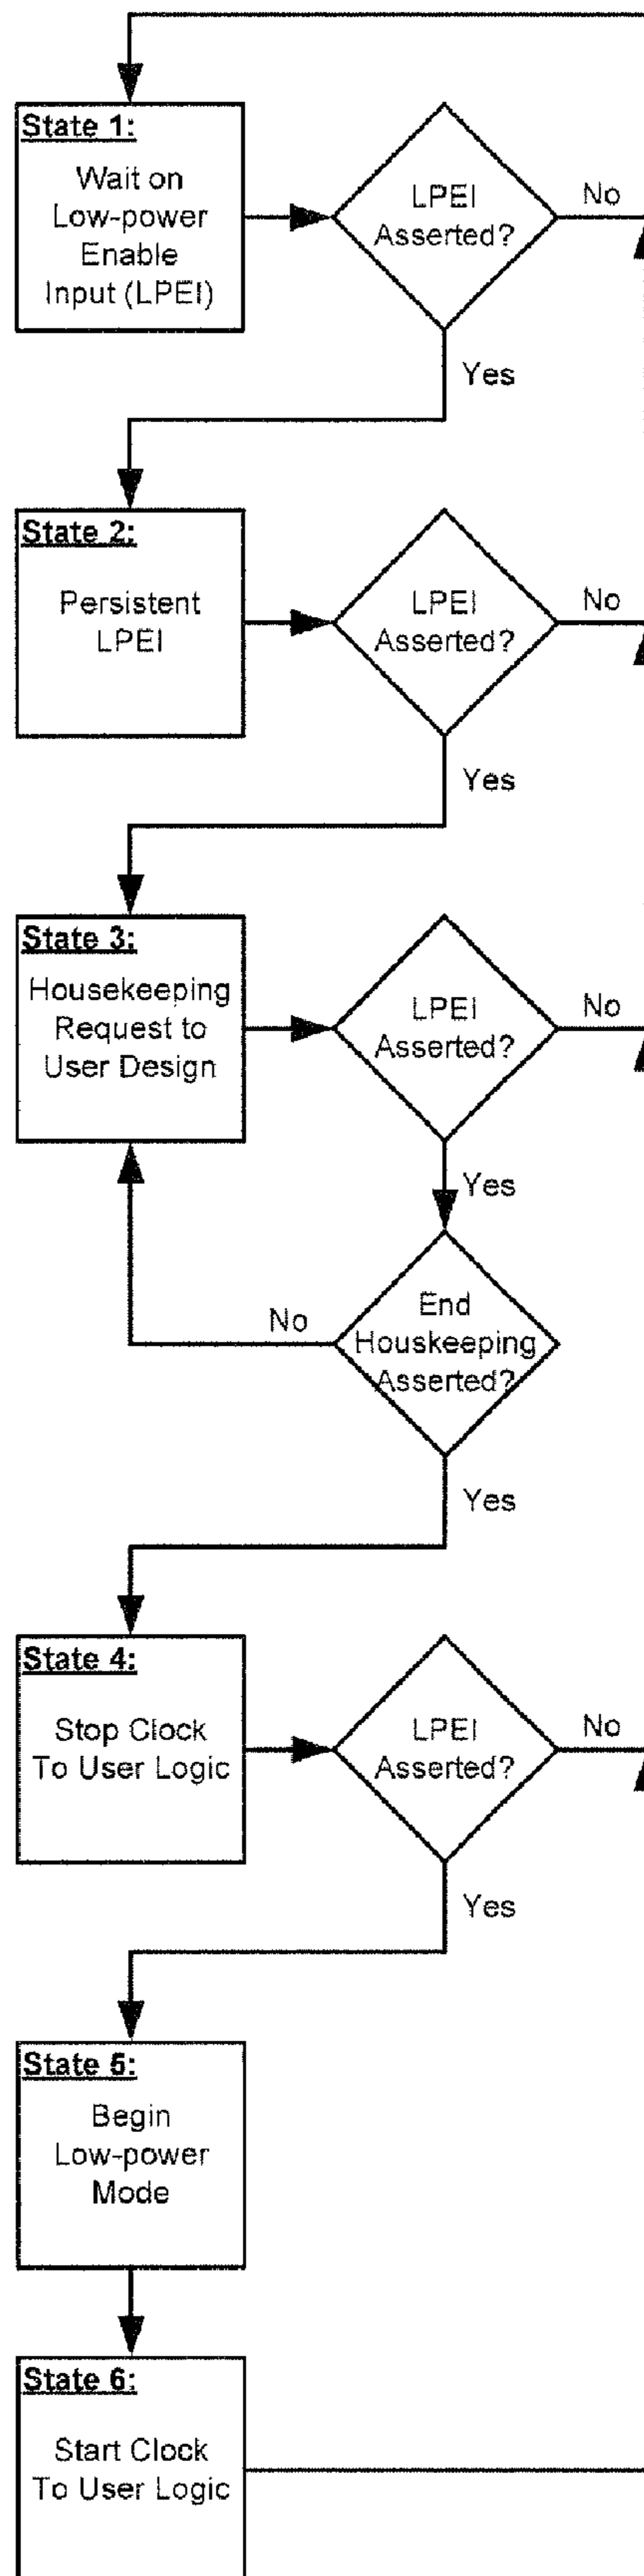 State 1:
Wait on
Low-power
Enable
Input (LPEI)
LPEI
Asserted?
No
Yes
State 2:
Persistent
LPEI
LPEI
Asserted?
No
Yes
State 3:
Housekeeping
Request to
User Design
LPEI
Asserted?
No
Yes
End
Houskeeping
Asserted?
No
Yes
State 4:
Stop Clock
To User Logic
LPEI
Asserted?
No
Yes
State 5:
Begin
Low-power
Mode
State 6:
Start Clock
To User Logic